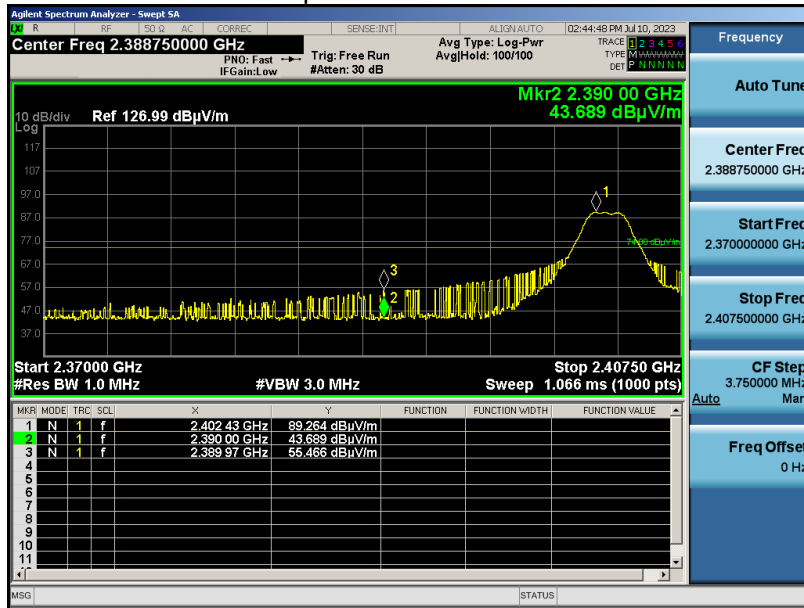 Agilent Spectrum Analyzer - Swept SA
LXI R RF 50 Ω AC CORREC SENSE:INT ALIGN AUTO 02:44:48 PM Jul 10, 2023
Center Freq 2.388750000 GHz
PNO: Fast
IFGain:Low
Trig: Free Run
#Atten: 30 dB
Avg Type: Log-Pwr
Avg|Hold: 100/100
TRACE 1 2 3 4 5 6
TYPE M
DET P N N N N N
Mkr2 2.390 00 GHz
43.689 dBµV/m
10 dB/div Ref 126.99 dBµV/m
Log
117
107
97.0
87.0
77.0
67.0
57.0
47.0
37.0
1
74.00 dBµV/m
3
2
Start 2.37000 GHz Stop 2.40750 GHz
#Res BW 1.0 MHz #VBW 3.0 MHz Sweep 1.066 ms (1000 pts)
MKR MODE TRC SCL X Y FUNCTION FUNCTION WIDTH FUNCTION VALUE
1 N 1 f 2.402 43 GHz 89.264 dBµV/m
2 N 1 f 2.390 00 GHz 43.689 dBµV/m
3 N 1 f 2.389 97 GHz 55.466 dBµV/m
4
5
6
7
8
9
10
11
MSG STATUS
Frequency
Auto Tune
Center Freq
2.388750000 GHz
Start Freq
2.370000000 GHz
Stop Freq
2.407500000 GHz
CF Step
3.750000 MHz
Auto Man
Freq Offset
0 Hz